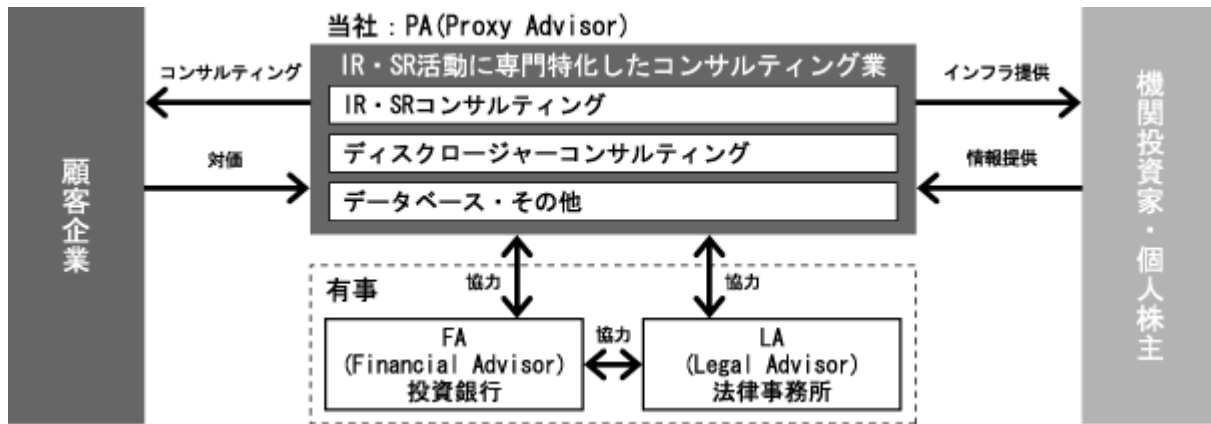 当社：PA(Proxy Advisor)
IR・SR活動に専門特化したコンサルティング業
IR・SRコンサルティング
ディスクロージャーコンサルティング
データベース・その他
コンサルティング
対価
顧客企業
インフラ提供
情報提供
機関投資家・個人株主
有事
協力
協力
FA
(Financial Advisor)
投資銀行
協力
LA
(Legal Advisor)
法律事務所